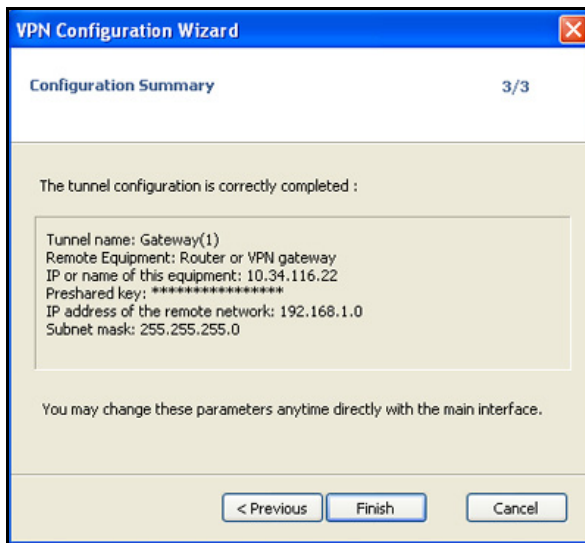 VPN Configuration Wizard
Configuration Summary 3/3
The tunnel configuration is correctly completed :
Tunnel name: Gateway(1)
Remote Equipment: Router or VPN gateway
IP or name of this equipment: 10.34.116.22
Preshared key: ****************
IP address of the remote network: 192.168.1.0
Subnet mask: 255.255.255.0
You may change these parameters anytime directly with the main interface.
< Previous Finish Cancel